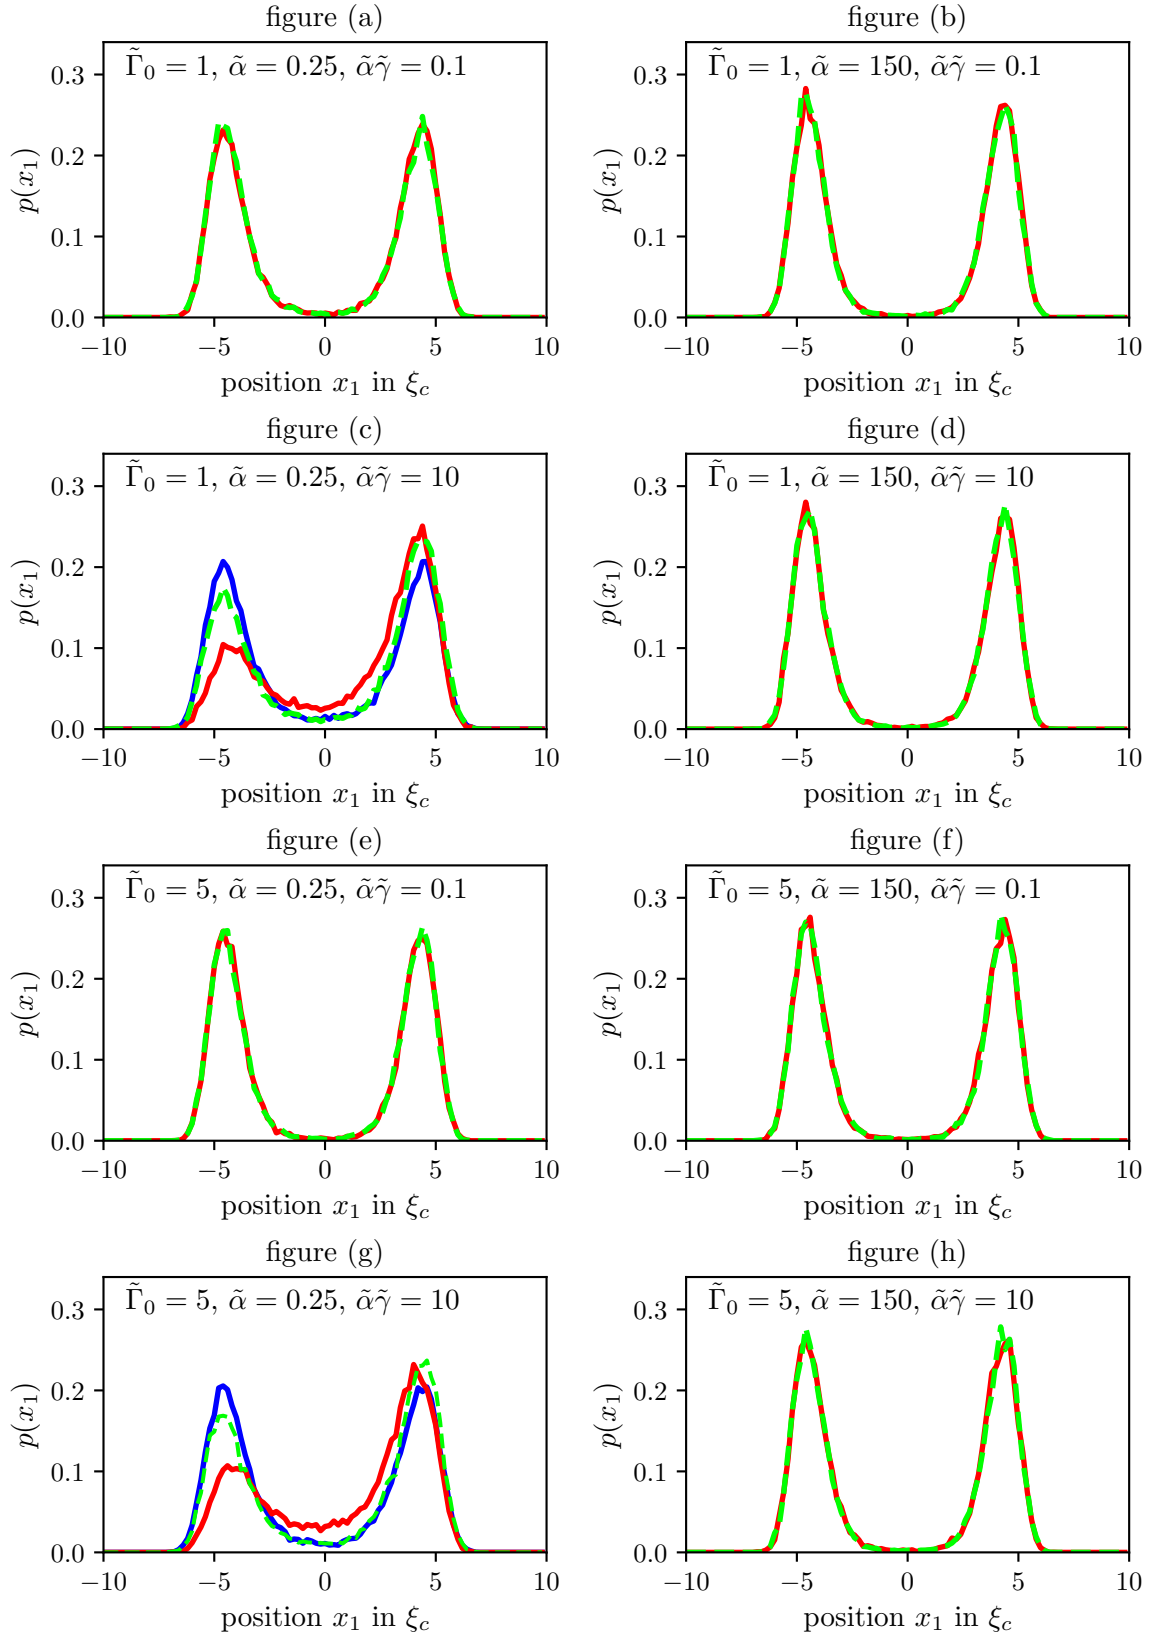 figure (a)
Γ̃₀ = 1, α̃ = 0.25, α̃γ̃ = 0.1
p(x₁)
0.3
0.2
0.1
0.0
−10 −5 0 5 10
position x₁ in ξ_c
figure (b)
Γ̃₀ = 1, α̃ = 150, α̃γ̃ = 0.1
p(x₁)
0.3
0.2
0.1
0.0
−10 −5 0 5 10
position x₁ in ξ_c
figure (c)
Γ̃₀ = 1, α̃ = 0.25, α̃γ̃ = 10
p(x₁)
0.3
0.2
0.1
0.0
−10 −5 0 5 10
position x₁ in ξ_c
figure (d)
Γ̃₀ = 1, α̃ = 150, α̃γ̃ = 10
p(x₁)
0.3
0.2
0.1
0.0
−10 −5 0 5 10
position x₁ in ξ_c
figure (e)
Γ̃₀ = 5, α̃ = 0.25, α̃γ̃ = 0.1
p(x₁)
0.3
0.2
0.1
0.0
−10 −5 0 5 10
position x₁ in ξ_c
figure (f)
Γ̃₀ = 5, α̃ = 150, α̃γ̃ = 0.1
p(x₁)
0.3
0.2
0.1
0.0
−10 −5 0 5 10
position x₁ in ξ_c
figure (g)
Γ̃₀ = 5, α̃ = 0.25, α̃γ̃ = 10
p(x₁)
0.3
0.2
0.1
0.0
−10 −5 0 5 10
position x₁ in ξ_c
figure (h)
Γ̃₀ = 5, α̃ = 150, α̃γ̃ = 10
p(x₁)
0.3
0.2
0.1
0.0
−10 −5 0 5 10
position x₁ in ξ_c